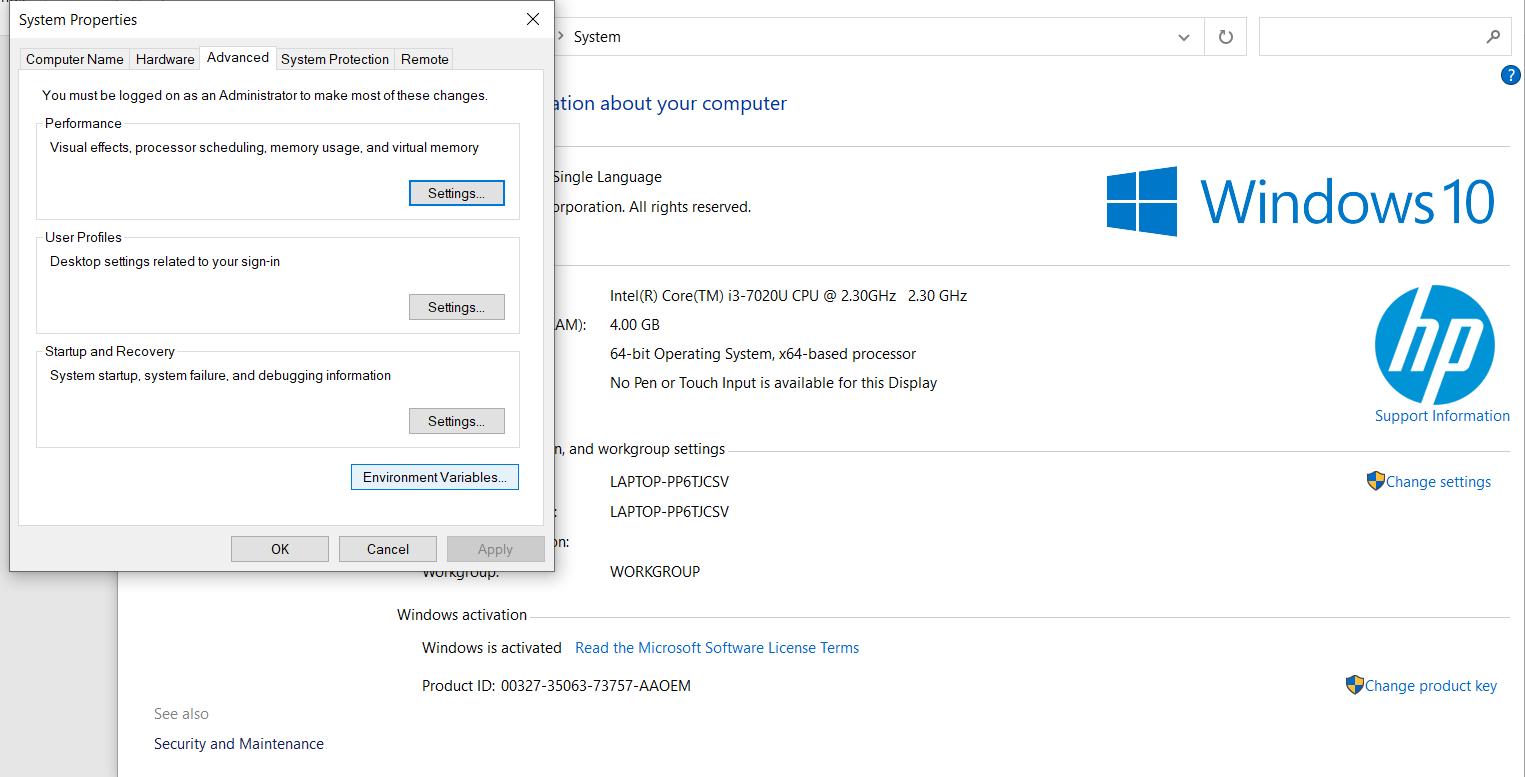 System Properties
Computer Name Hardware Advanced System Protection Remote
You must be logged on as an Administrator to make most of these changes.
Performance
Visual effects, processor scheduling, memory usage, and virtual memory
Settings...
User Profiles
Desktop settings related to your sign-in
Settings...
Startup and Recovery
System startup, system failure, and debugging information
Settings...
Environment Variables...
OK Cancel Apply
System
?
about your computer
Single Language
All rights reserved.
Windows 10
Intel(R) Core(TM) i3-7020U CPU @ 2.30GHz 2.30 GHz
AM): 4.00 GB
64-bit Operating System, x64-based processor
No Pen or Touch Input is available for this Display
hp
Support Information
, and workgroup settings
LAPTOP-PP6TJCSV
Change settings
: LAPTOP-PP6TJCSV
on:
Workgroup: WORKGROUP
Windows activation
Windows is activated Read the Microsoft Software License Terms
Product ID: 00327-35063-73757-AAOEM
Change product key
See also
Security and Maintenance